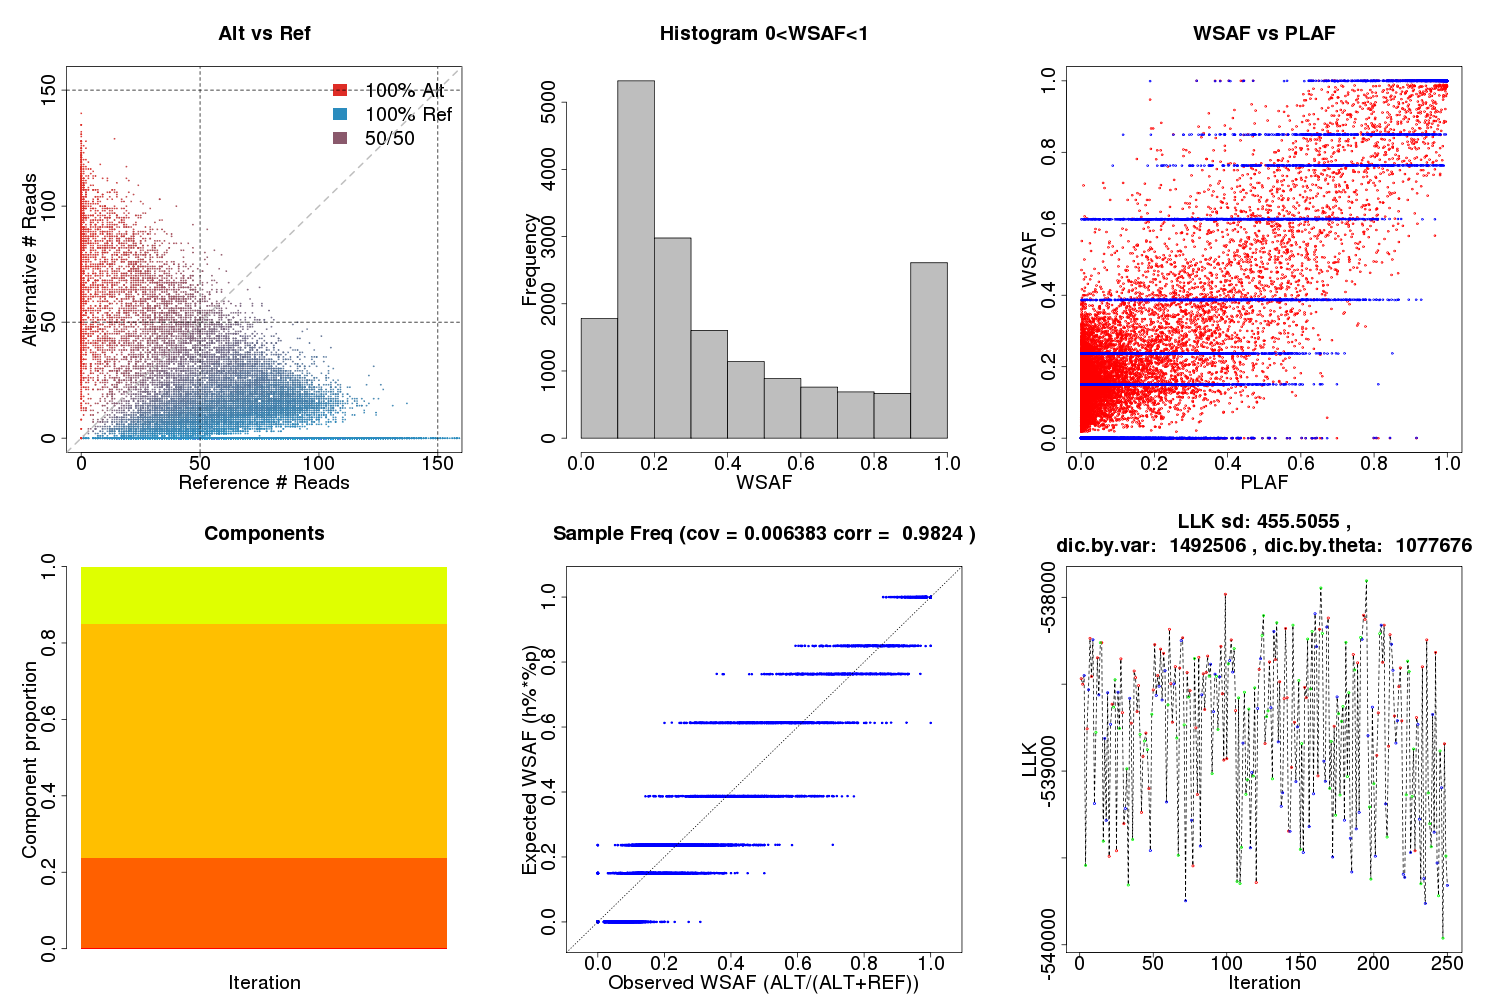 Alt vs Ref
100% Alt
100% Ref
50/50
Alternative # Reads
0
50
100
150
0
50
100
150
Reference # Reads
Histogram 0<WSAF<1
Frequency
0
1000
2000
3000
4000
5000
0.0
0.2
0.4
0.6
0.8
1.0
WSAF
WSAF vs PLAF
WSAF
0.0
0.2
0.4
0.6
0.8
1.0
0.0
0.2
0.4
0.6
0.8
1.0
PLAF
Components
Component proportion
0.0
0.2
0.4
0.6
0.8
1.0
Iteration
Sample Freq (cov = 0.006383 corr = 0.9824 )
Expected WSAF (h%*%p)
0.0
0.2
0.4
0.6
0.8
1.0
0.0
0.2
0.4
0.6
0.8
1.0
Observed WSAF (ALT/(ALT+REF))
LLK sd: 455.5055 ,
dic.by.var: 1492506 , dic.by.theta: 1077676
LLK
-540000
-539000
-538000
0
50
100
150
200
250
Iteration